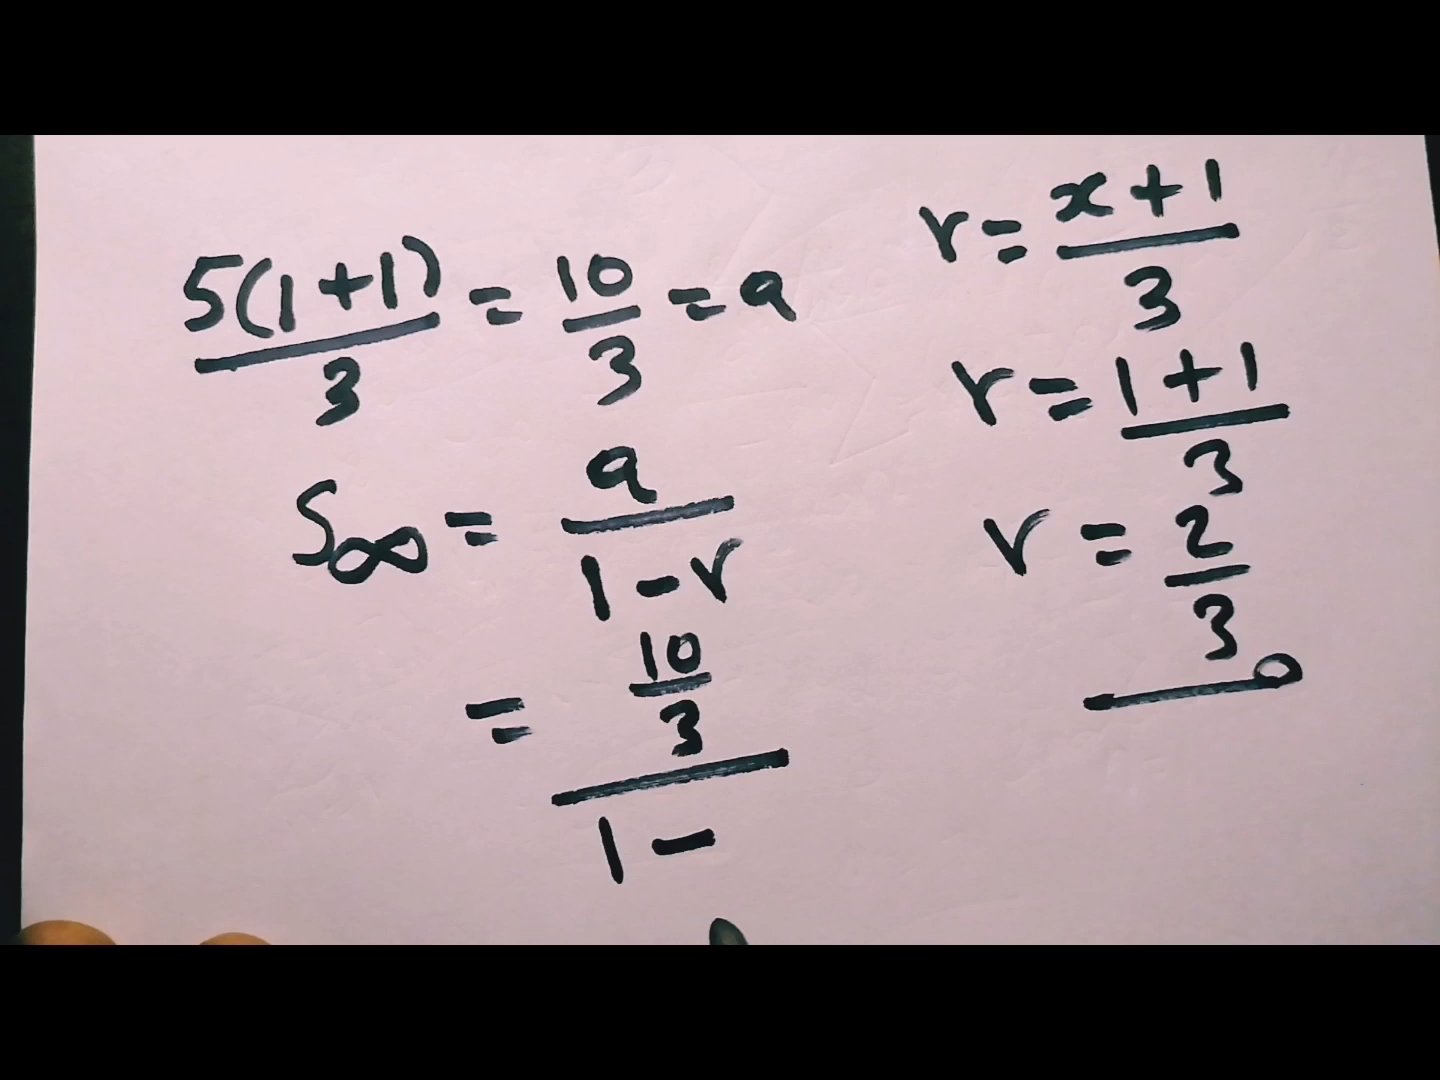 5(1+1)/3 = 10/3 = a
S∞ = a/(1-r)
= (10/3)/(1-
r = (x+1)/3
r = (1+1)/3
r = 2/3